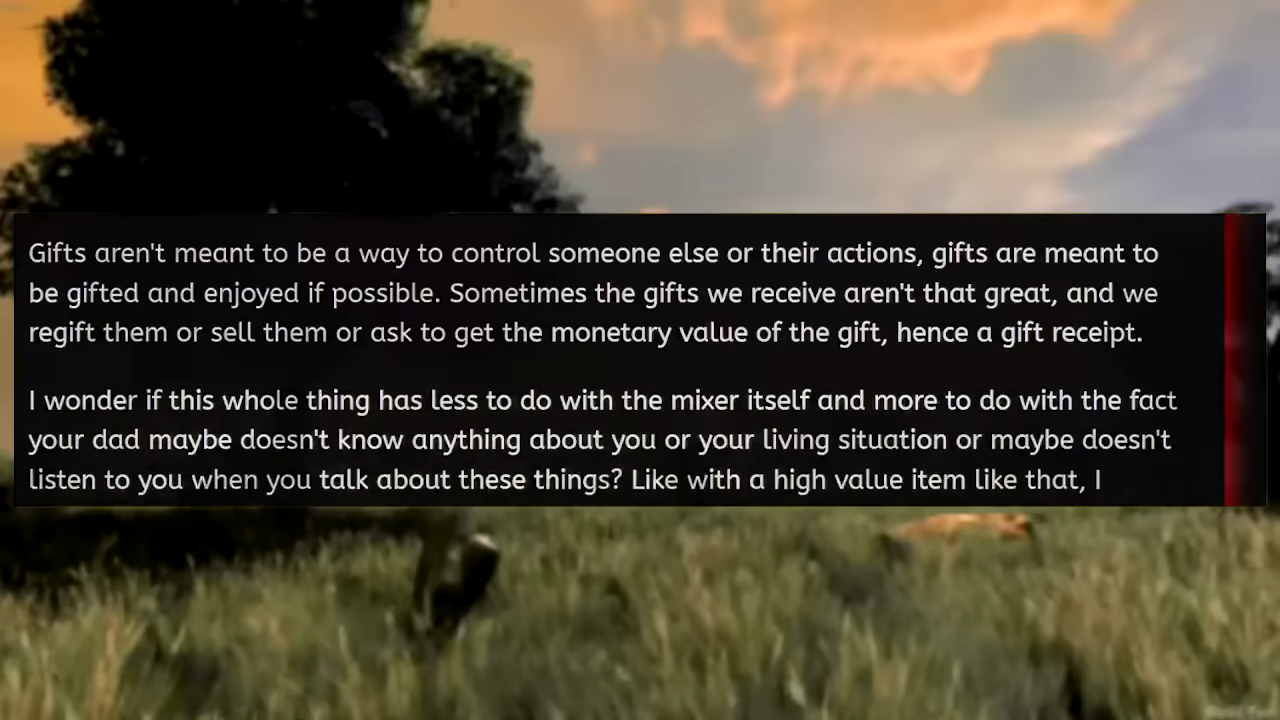 Gifts aren't meant to be a way to control someone else or their actions, gifts are meant to
be gifted and enjoyed if possible. Sometimes the gifts we receive aren't that great, and we
regift them or sell them or ask to get the monetary value of the gift, hence a gift receipt.
I wonder if this whole thing has less to do with the mixer itself and more to do with the fact
your dad maybe doesn't know anything about you or your living situation or maybe doesn't
listen to you when you talk about these things? Like with a high value item like that, I